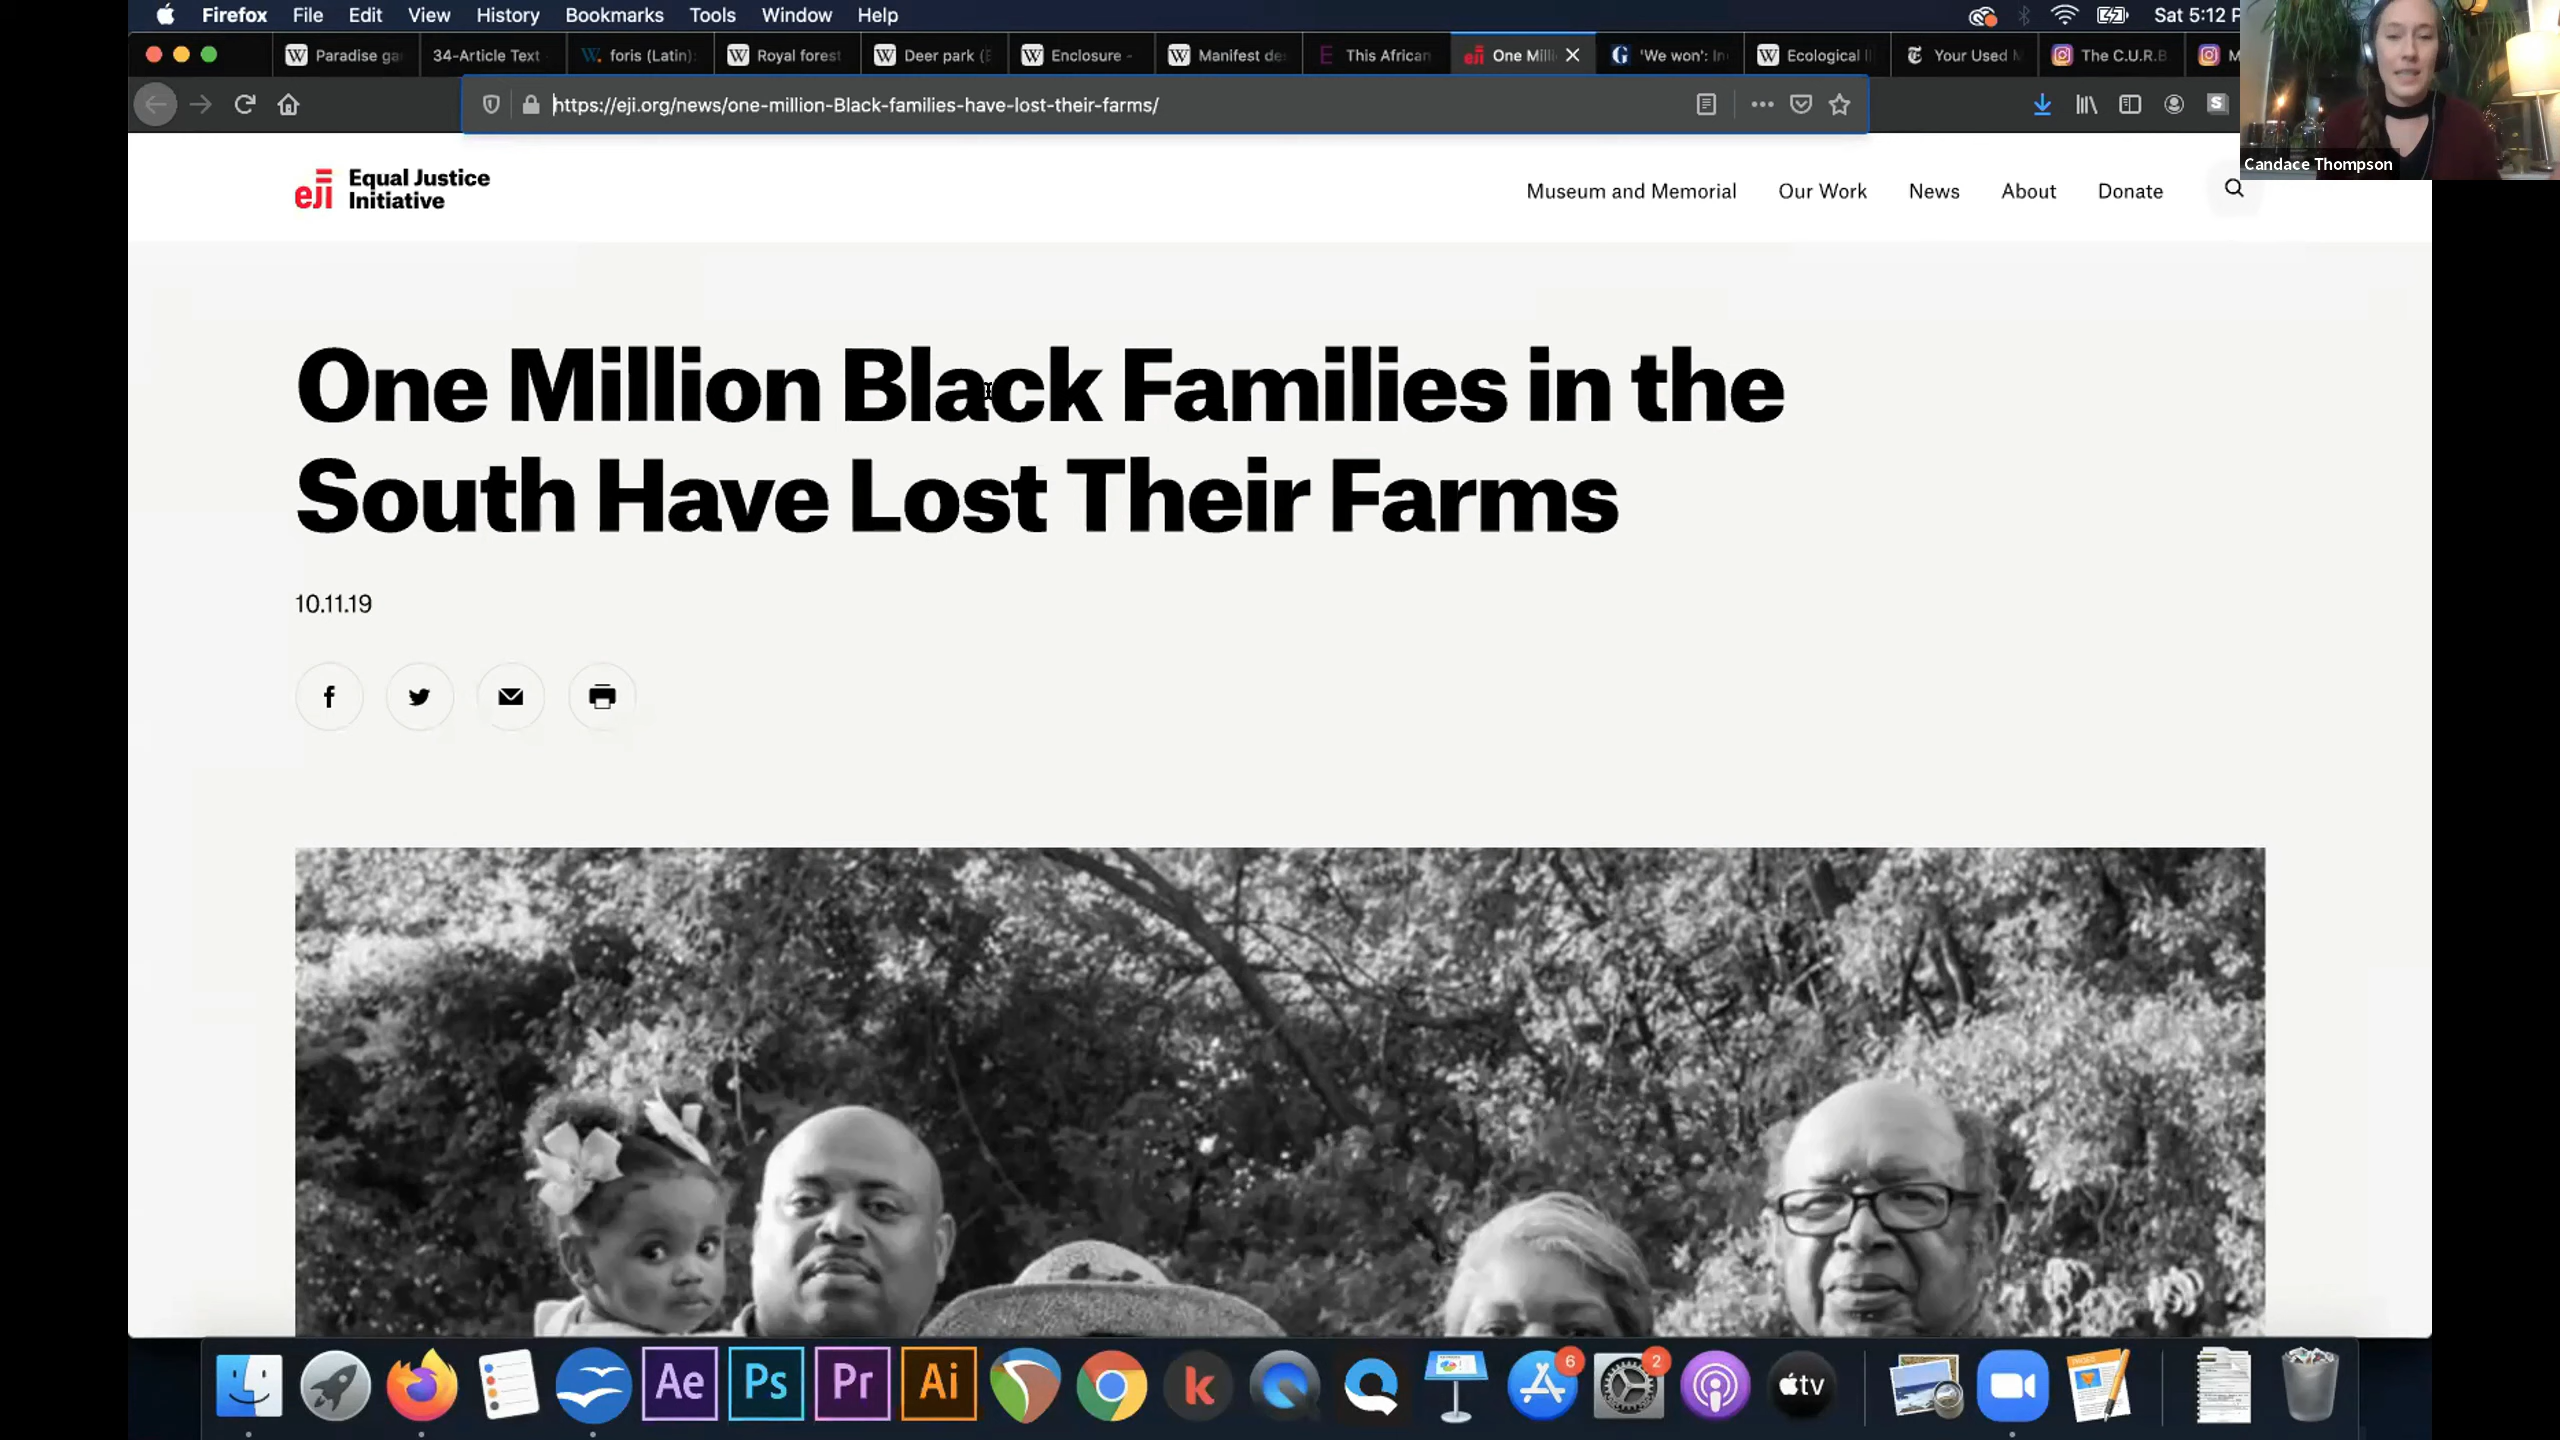 Firefox File Edit View History Bookmarks Tools Window Help
Sat 5:12
Paradise 34-Article Text foris (Latin): Royal forest Deer park Enclosure - Manifest This African One Mill 'We won': Ecological Your Used The C.U.R.B.
https://eji.org/news/one-million-Black-families-have-lost-their-farms/
S
Candace Thompson
eji Equal Justice
Initiative
Museum and Memorial Our Work News About Donate
One Million Black Families in the
South Have Lost Their Farms
10.11.19
Ae Ps Pr Ai k 6 2 tv
PAGES